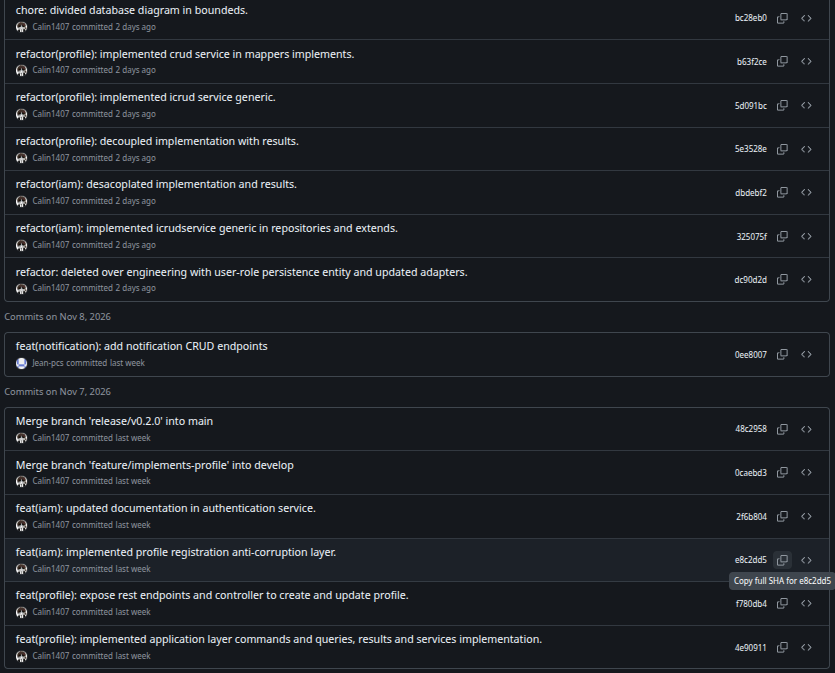 chore: divided database diagram in boundeds.
Calin1407 committed 2 days ago
bc28eb0
refactor(profile): implemented crud service in mappers implements.
Calin1407 committed 2 days ago
b63f2ce
refactor(profile): implemented icrud service generic.
Calin1407 committed 2 days ago
5d091bc
refactor(profile): decoupled implementation with results.
Calin1407 committed 2 days ago
5e3528e
refactor(iam): desacoplated implementation and results.
Calin1407 committed 2 days ago
dbdebf2
refactor(iam): implemented icrudservice generic in repositories and extends.
Calin1407 committed 2 days ago
325075f
refactor: deleted over engineering with user-role persistence entity and updated adapters.
Calin1407 committed 2 days ago
dc90d2d
Commits on Nov 8, 2026
feat(notification): add notification CRUD endpoints
Jean-pcs committed last week
0ee8007
Commits on Nov 7, 2026
Merge branch 'release/v0.2.0' into main
Calin1407 committed last week
48c2958
Merge branch 'feature/implements-profile' into develop
Calin1407 committed last week
0caebd3
feat(iam): updated documentation in authentication service.
Calin1407 committed last week
2f6b804
feat(iam): implemented profile registration anti-corruption layer.
Calin1407 committed last week
e8c2dd5
Copy full SHA for e8c2dd5
feat(profile): expose rest endpoints and controller to create and update profile.
Calin1407 committed last week
f780db4
feat(profile): implemented application layer commands and queries, results and services implementation.
Calin1407 committed last week
4e90911